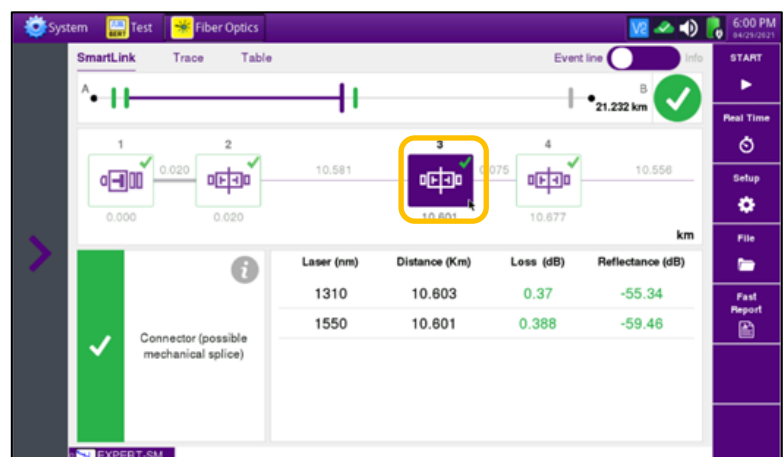 System BERT Test Fiber Optics V2 6:00 PM
04/29/2021
SmartLink Trace Table Event line Info START
A B
21.232 km
Real Time
1 2 3 4
0.020 10.581 0.075 10.556 Setup
0.000 0.020 10.601 10.677
km File
Laser (nm) Distance (Km) Loss (dB) Reflectance (dB)
1310 10.603 0.37 -55.34 Fast
Report
1550 10.601 0.388 -59.46
Connector (possible
mechanical splice)
EXPERT-SM